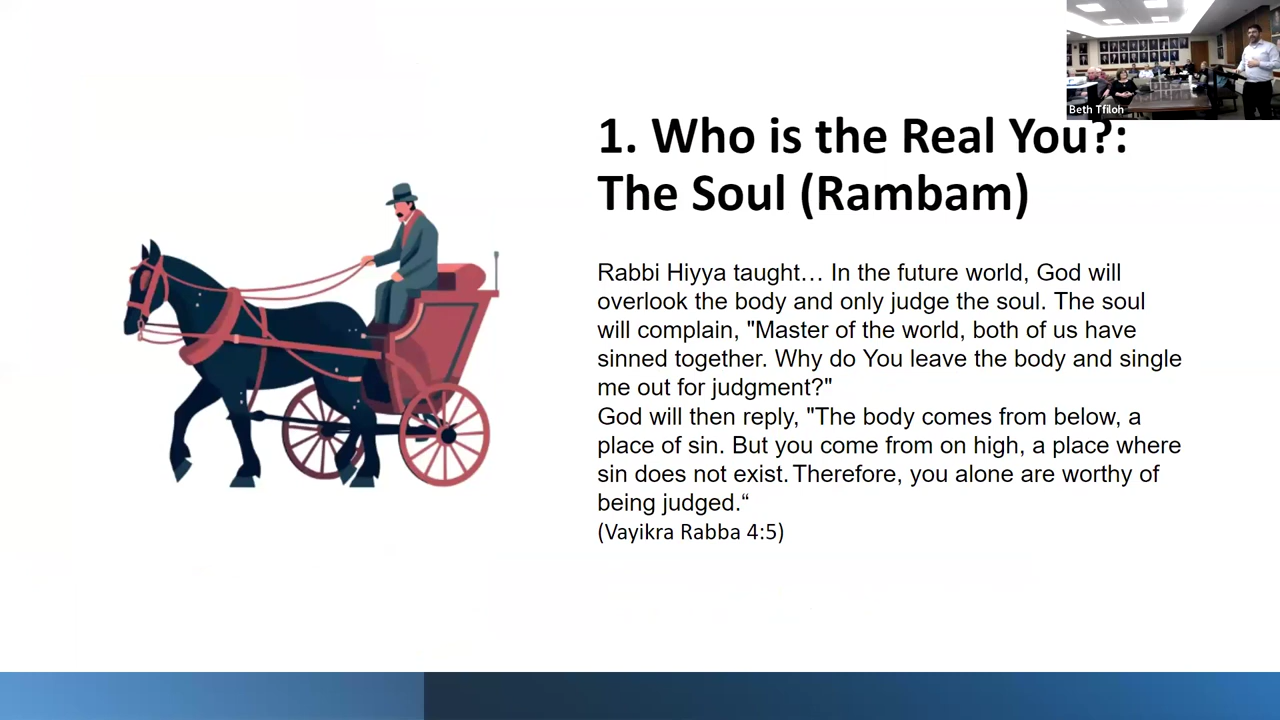 Beth Tfiloh
1. Who is the Real You?:
The Soul (Rambam)
Rabbi Hiyya taught… In the future world, God will
overlook the body and only judge the soul. The soul
will complain, "Master of the world, both of us have
sinned together. Why do You leave the body and single
me out for judgment?"
God will then reply, "The body comes from below, a
place of sin. But you come from on high, a place where
sin does not exist. Therefore, you alone are worthy of
being judged.“
(Vayikra Rabba 4:5)